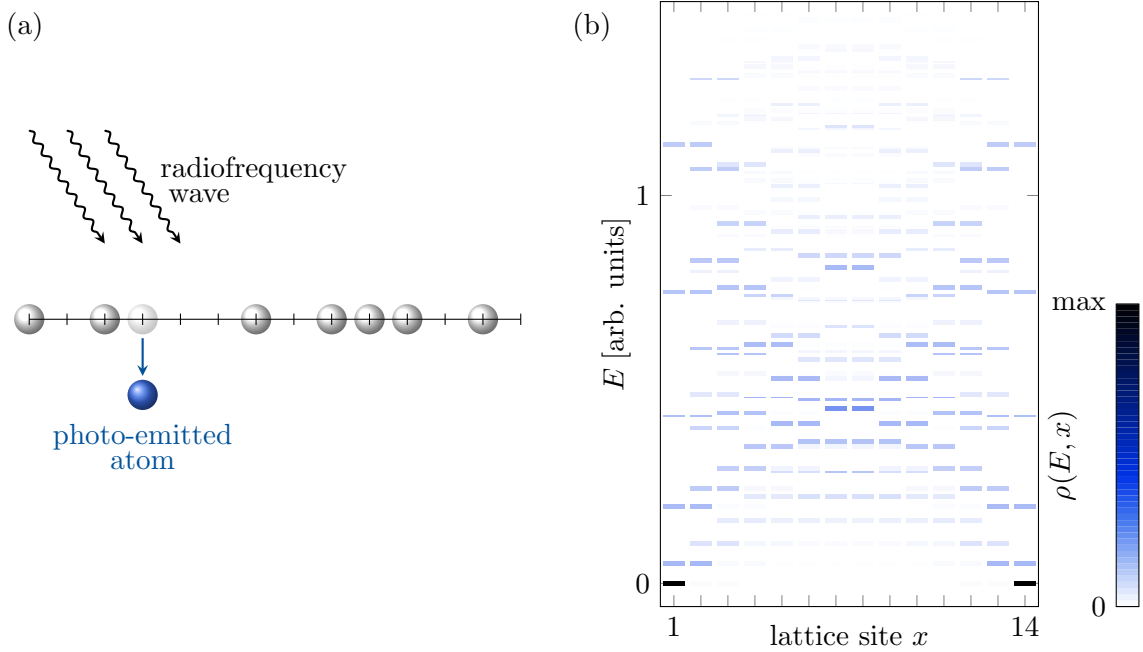 (a)
radiofrequency
wave
photo-emitted
atom
(b)
E [arb. units]
1
0
1
14
lattice site x
max
0
ρ(E, x)